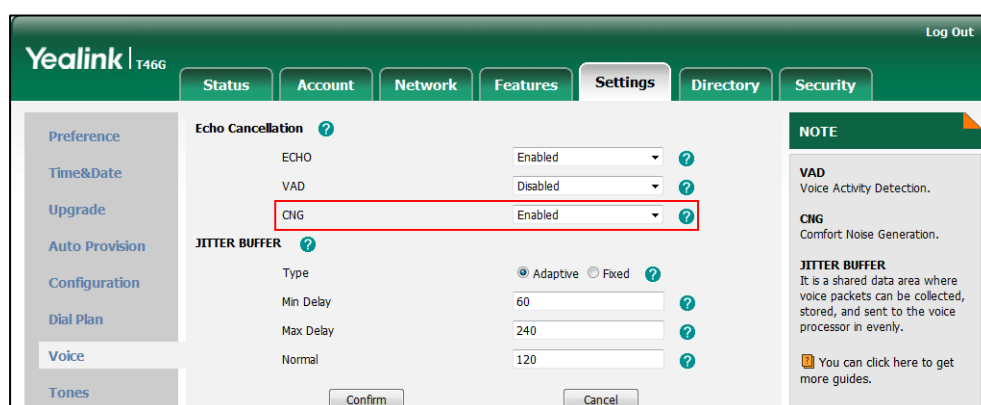 Log Out
Yealink | T46G
Status Account Network Features Settings Directory Security
Preference
Time&Date
Upgrade
Auto Provision
Configuration
Dial Plan
Voice
Tones
Echo Cancellation ?
ECHO Enabled ?
VAD Disabled ?
CNG Enabled ?
JITTER BUFFER ?
Type Adaptive Fixed ?
Min Delay 60 ?
Max Delay 240 ?
Normal 120 ?
Confirm Cancel
NOTE
VAD
Voice Activity Detection.
CNG
Comfort Noise Generation.
JITTER BUFFER
It is a shared data area where
voice packets can be collected,
stored, and sent to the voice
processor in evenly.
? You can click here to get
more guides.